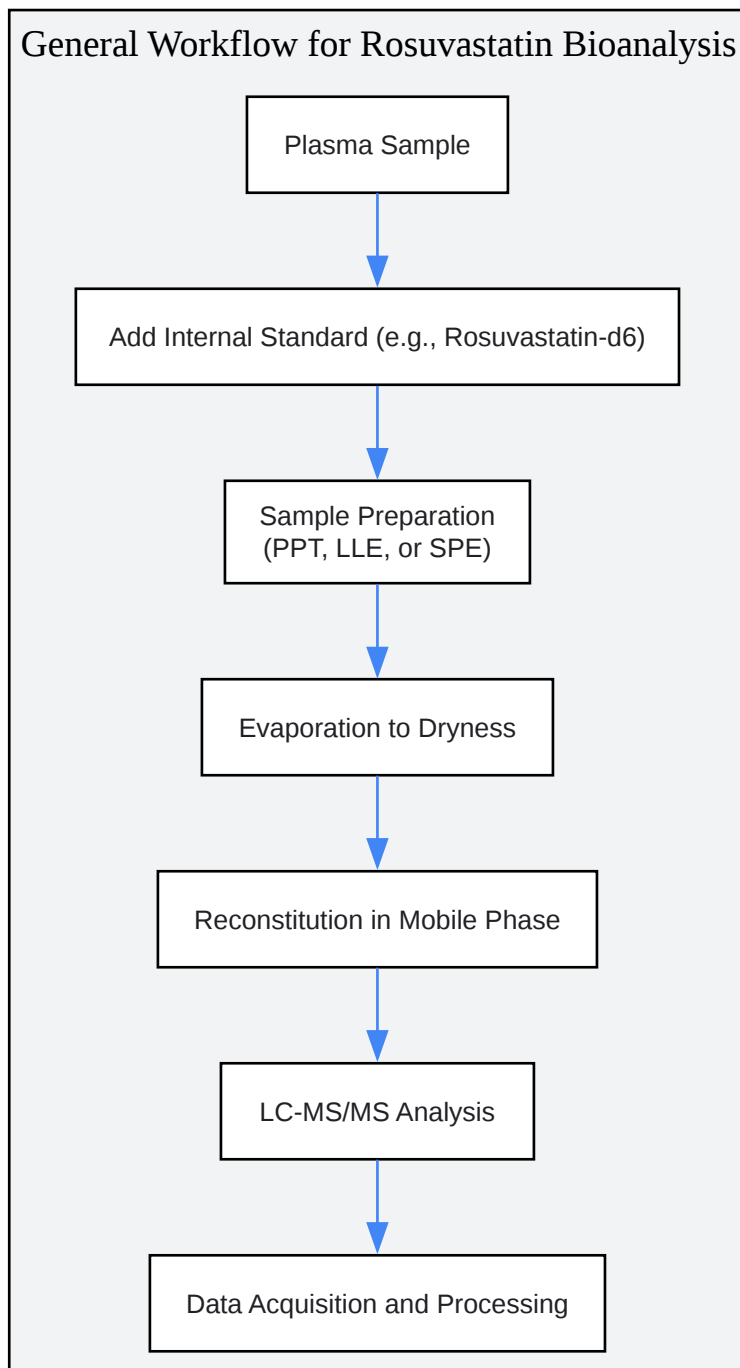 General Workflow for Rosuvastatin Bioanalysis
Plasma Sample
Add Internal Standard (e.g., Rosuvastatin-d6)
Sample Preparation
(PPT, LLE, or SPE)
Evaporation to Dryness
Reconstitution in Mobile Phase
LC-MS/MS Analysis
Data Acquisition and Processing